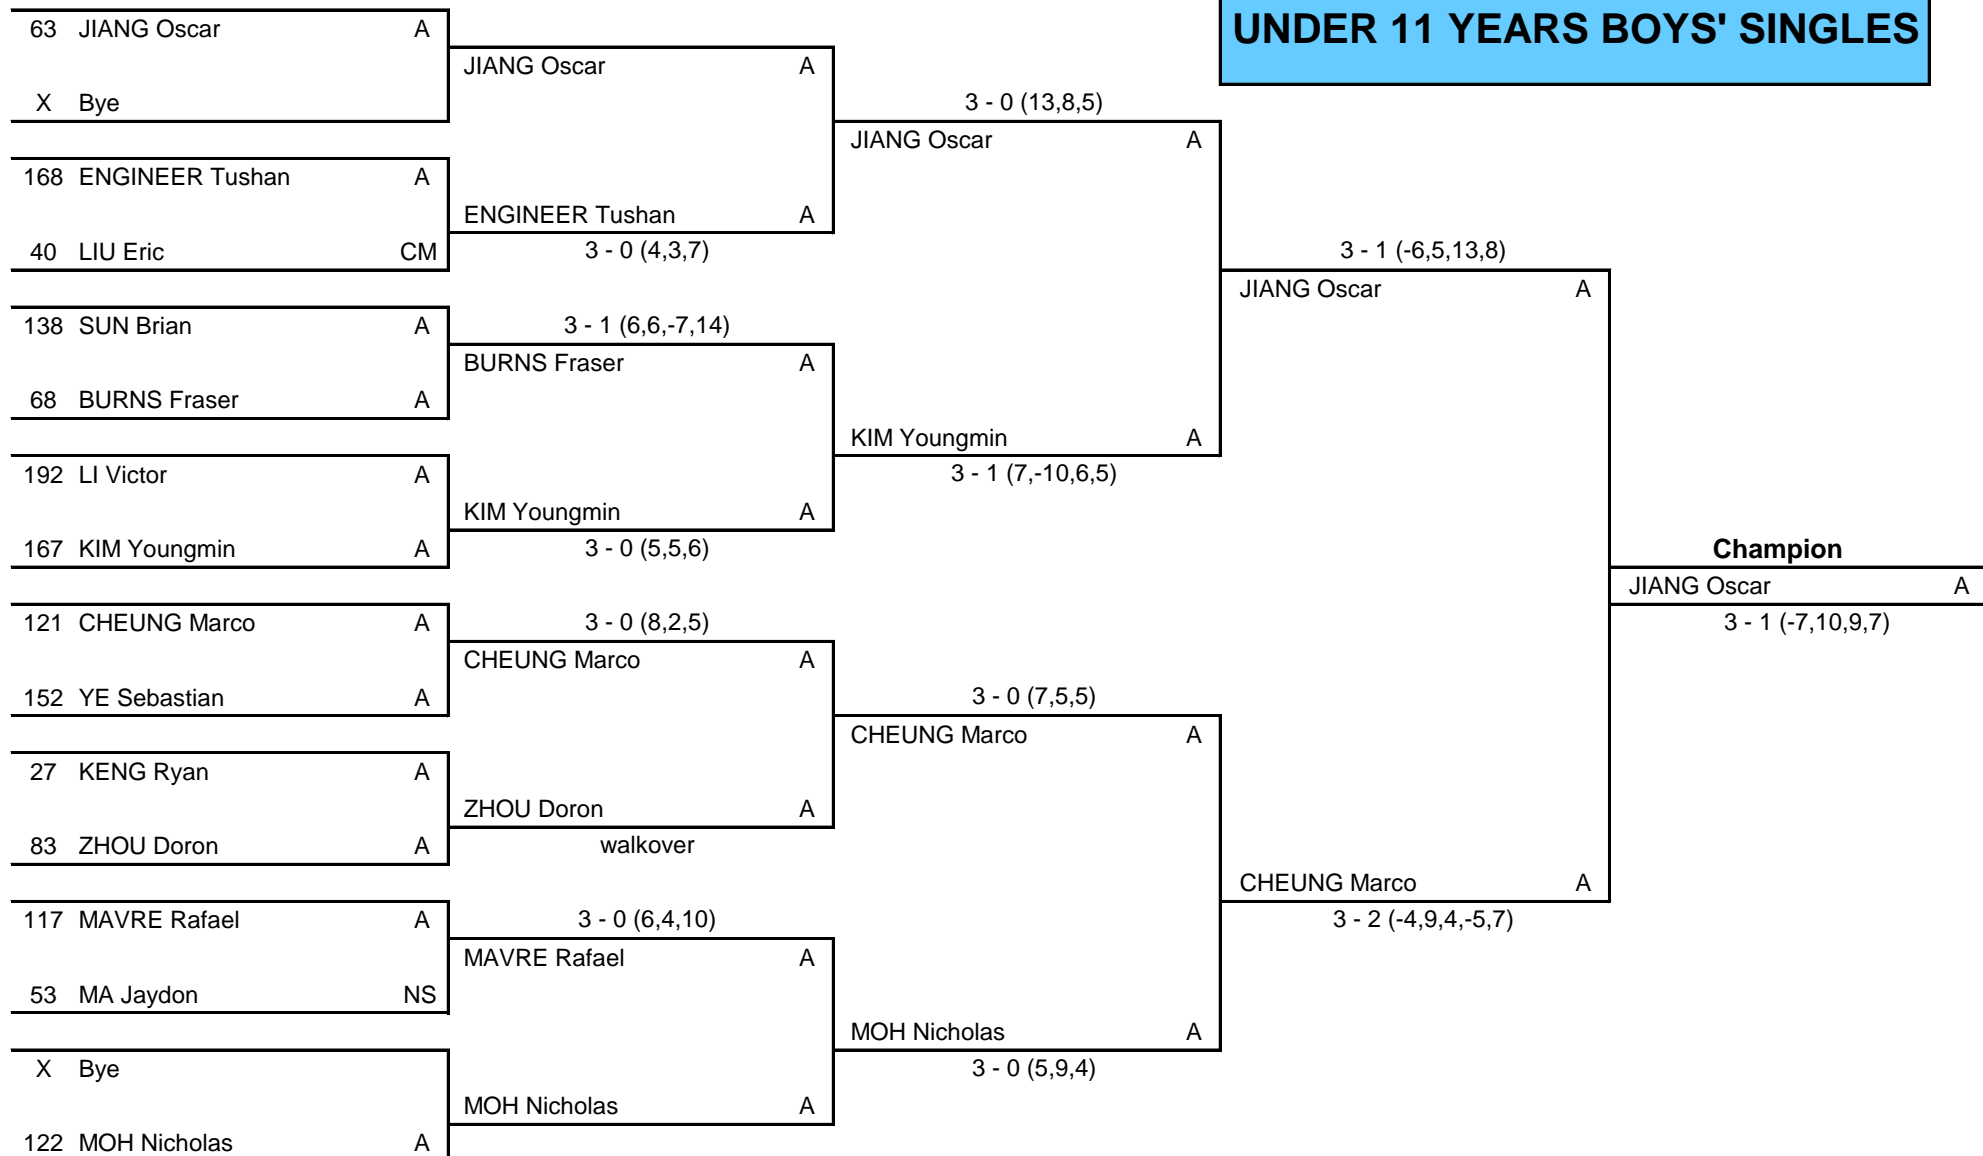 UNDER 11 YEARS BOYS' SINGLES
63 JIANG Oscar A
JIANG Oscar A
X Bye
3 - 0 (13,8,5)
JIANG Oscar A
168 ENGINEER Tushan A
ENGINEER Tushan A
40 LIU Eric CM
3 - 0 (4,3,7)
3 - 1 (-6,5,13,8)
JIANG Oscar A
138 SUN Brian A
3 - 1 (6,6,-7,14)
BURNS Fraser A
68 BURNS Fraser A
KIM Youngmin A
3 - 1 (7,-10,6,5)
192 LI Victor A
KIM Youngmin A
167 KIM Youngmin A
3 - 0 (5,5,6)
Champion
JIANG Oscar A
3 - 1 (-7,10,9,7)
121 CHEUNG Marco A
3 - 0 (8,2,5)
CHEUNG Marco A
152 YE Sebastian A
3 - 0 (7,5,5)
CHEUNG Marco A
27 KENG Ryan A
ZHOU Doron A
83 ZHOU Doron A
walkover
CHEUNG Marco A
3 - 2 (-4,9,4,-5,7)
117 MAVRE Rafael A
3 - 0 (6,4,10)
MAVRE Rafael A
53 MA Jaydon NS
MOH Nicholas A
3 - 0 (5,9,4)
X Bye
MOH Nicholas A
122 MOH Nicholas A